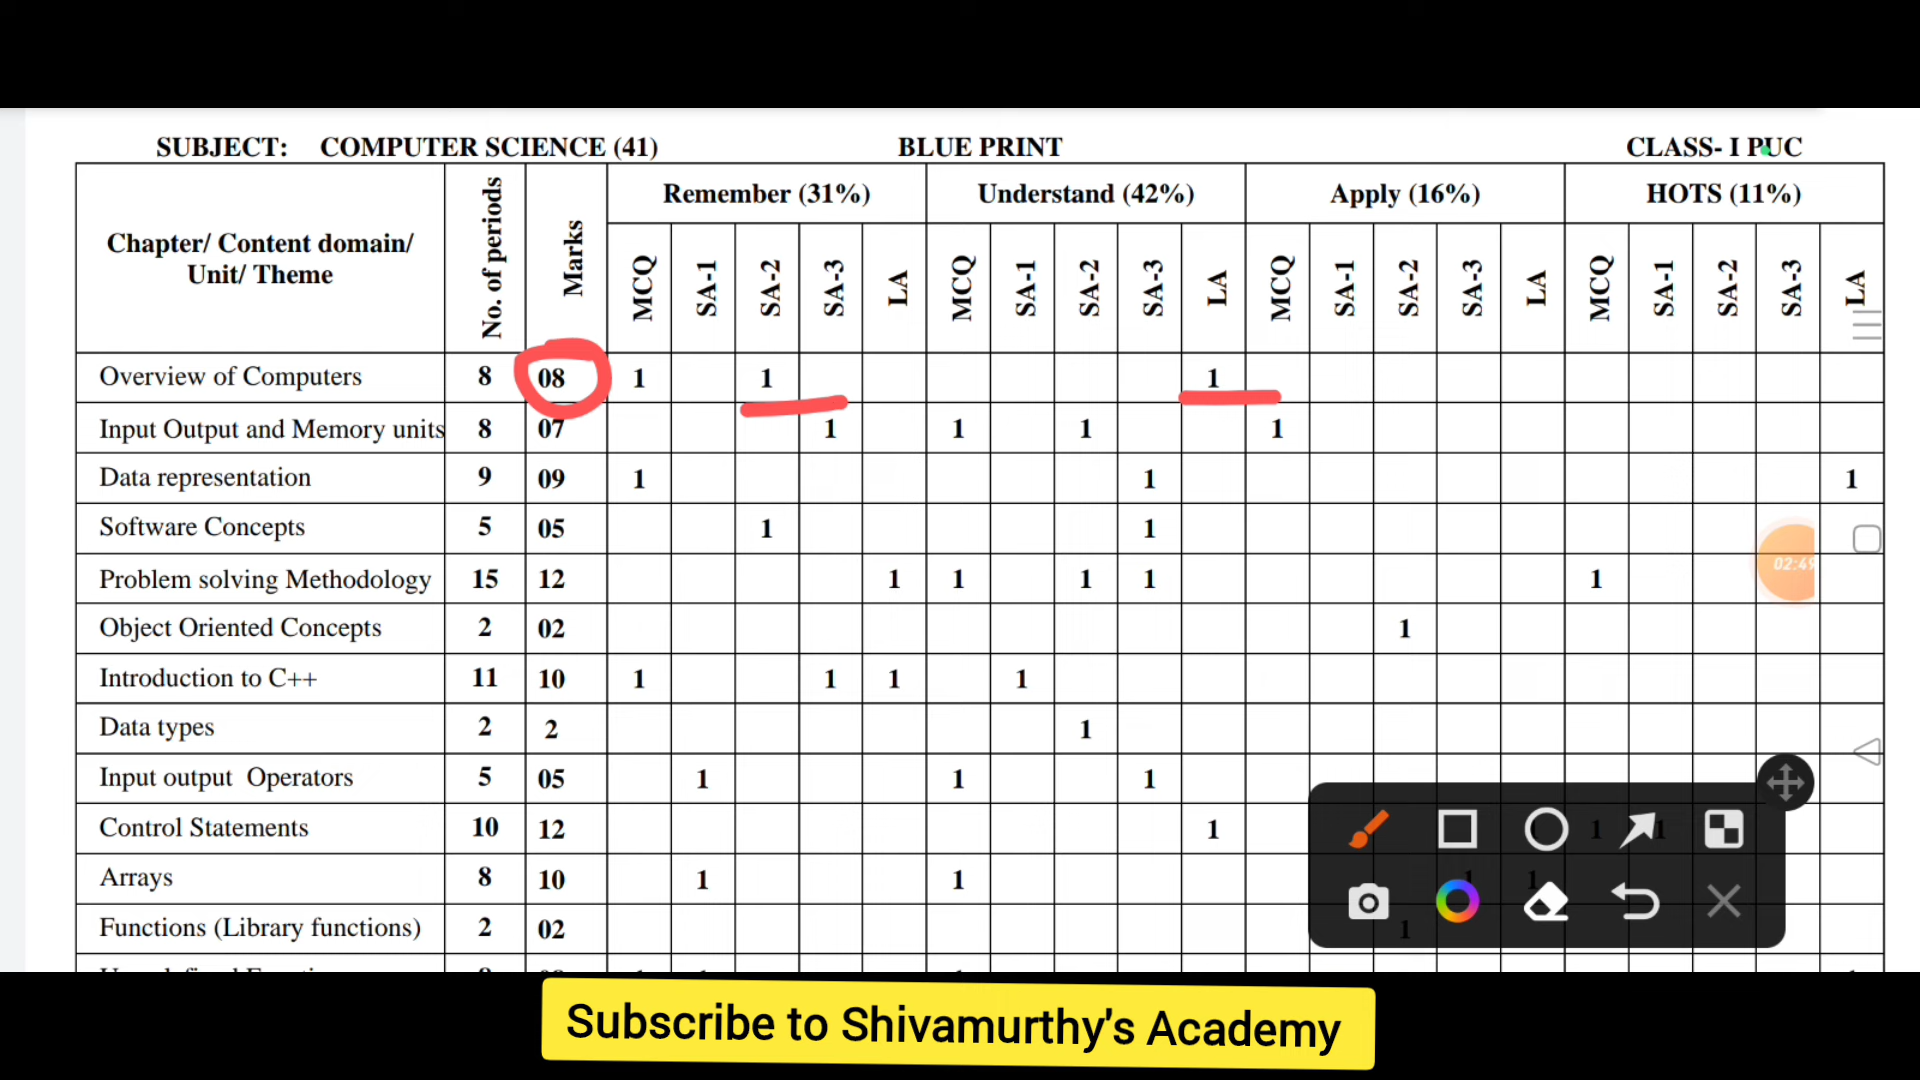 SUBJECT: COMPUTER SCIENCE (41) BLUE PRINT CLASS- I PUC
Chapter/ Content domain/ Unit/ Theme No. of periods Marks Remember (31%) Understand (42%) Apply (16%) HOTS (11%)
MCQ SA-1 SA-2 SA-3 LA MCQ SA-1 SA-2 SA-3 LA MCQ SA-1 SA-2 SA-3 LA MCQ SA-1 SA-2 SA-3 LA
Overview of Computers 8 08 1 1 1
Input Output and Memory units 8 07 1 1 1 1
Data representation 9 09 1 1 1
Software Concepts 5 05 1 1
02:49
Problem solving Methodology 15 12 1 1 1 1 1
Object Oriented Concepts 2 02 1
Introduction to C++ 11 10 1 1 1 1
Data types 2 2 1
Input output Operators 5 05 1 1 1
Control Statements 10 12 1 1 1
Arrays 8 10 1 1 1 1
Functions (Library functions) 2 02 1
Subscribe to Shivamurthy's Academy